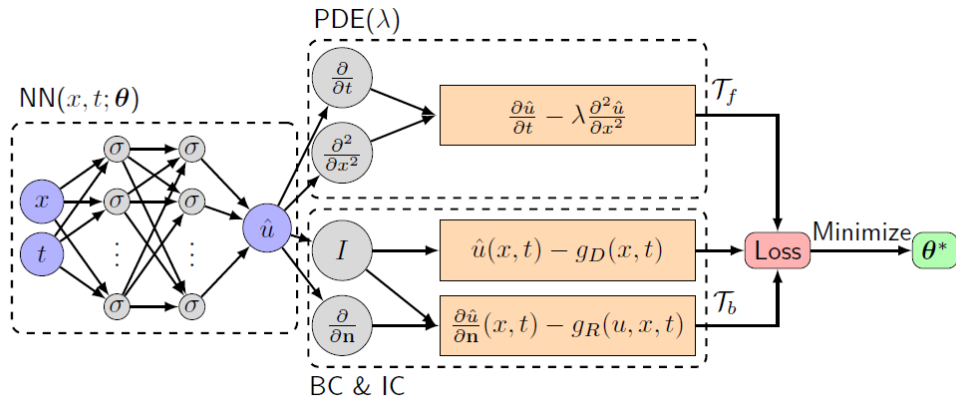 PDE(λ)
NN(x, t; θ)
∂/∂t
∂²/∂x²
∂û/∂t − λ ∂²û/∂x²
𝒯_f
σ σ
x
σ σ
t
⋮ ⋮
σ σ
û
I
û(x, t) − g_D(x, t)
Loss
Minimize
θ*
∂/∂n
∂û/∂n (x, t) − g_R(u, x, t)
𝒯_b
BC & IC